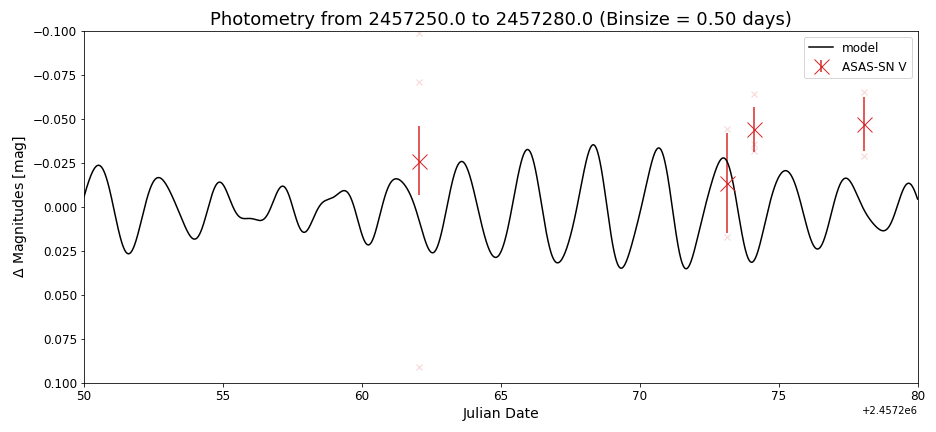 Photometry from 2457250.0 to 2457280.0 (Binsize = 0.50 days)
−0.100
−0.075
−0.050
−0.025
0.000
0.025
0.050
0.075
0.100
Δ Magnitudes [mag]
model
ASAS-SN V
50
55
60
65
70
75
80
Julian Date
+2.4572e6